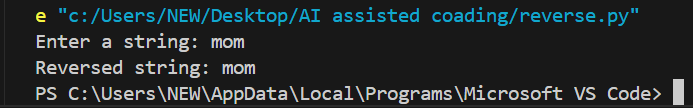 e "c:/Users/NEW/Desktop/AI assisted coading/reverse.py"
Enter a string: mom
Reversed string: mom
PS C:\Users\NEW\AppData\Local\Programs\Microsoft VS Code>